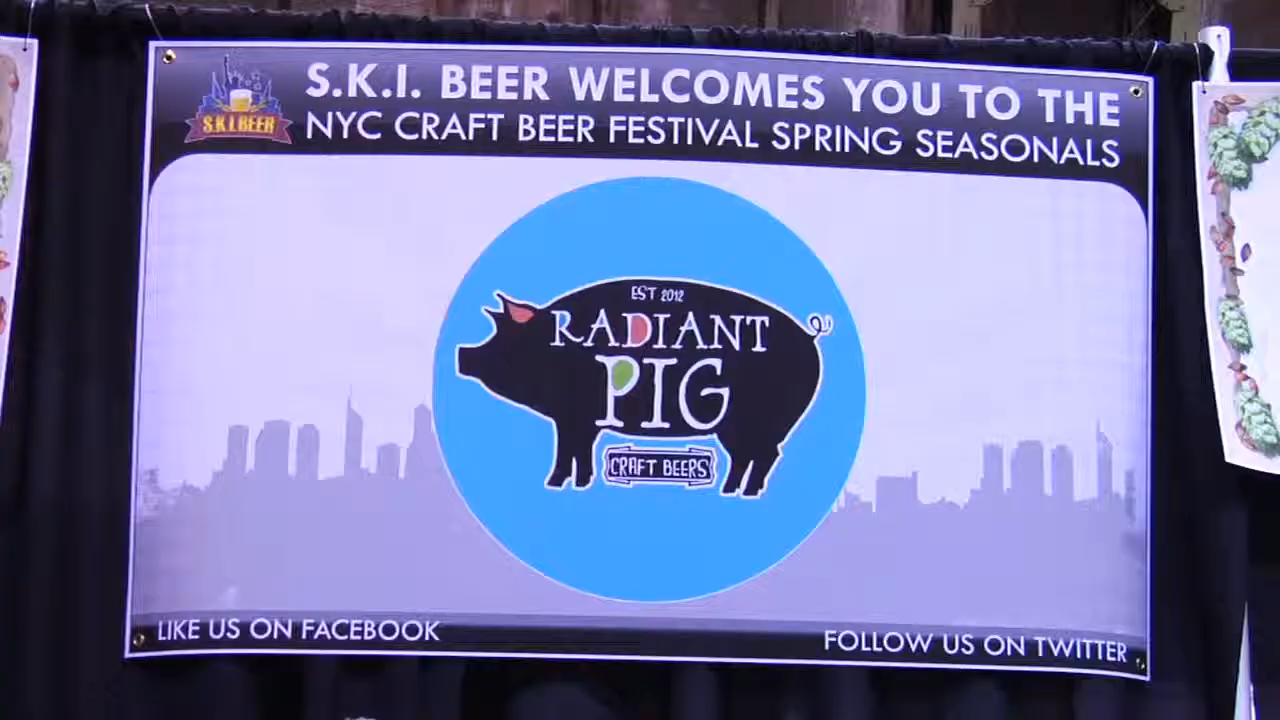 S.K.I. BEER WELCOMES YOU TO THE
S.K.I. BEER
NYC CRAFT BEER FESTIVAL SPRING SEASONALS
EST 2012
RADIANT
PIG
CRAFT BEERS
LIKE US ON FACEBOOK
FOLLOW US ON TWITTER